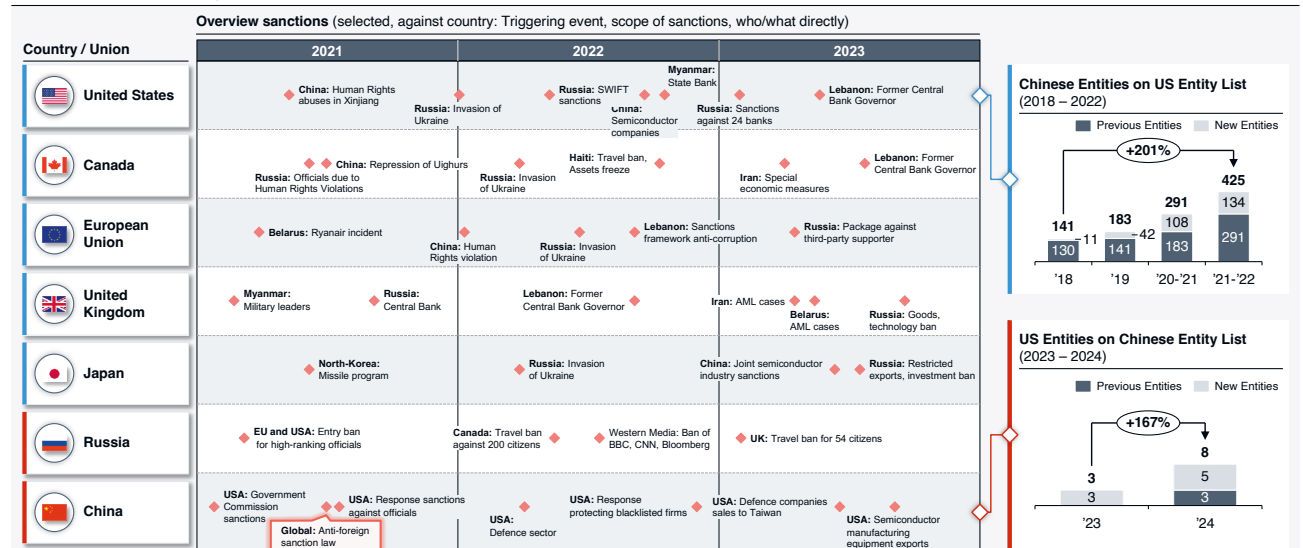 Overview sanctions (selected, against country: Triggering event, scope of sanctions, who/what directly)
Country / Union
2021
2022
2023
United States
China: Human Rights
abuses in Xinjiang
Russia: Invasion of
Ukraine
Russia: SWIFT
sanctions
China:
Semiconductor
companies
Myanmar:
State Bank
Russia: Sanctions
against 24 banks
Lebanon: Former Central
Bank Governor
Canada
Russia: Officials due to
Human Rights Violations
China: Repression of Uighurs
Russia: Invasion
of Ukraine
Haiti: Travel ban,
Assets freeze
Iran: Special
economic measures
Lebanon: Former
Central Bank Governor
European
Union
Belarus: Ryanair incident
China: Human
Rights violation
Russia: Invasion
of Ukraine
Lebanon: Sanctions
framework anti-corruption
Russia: Package against
third-party supporter
United
Kingdom
Myanmar:
Military leaders
Russia:
Central Bank
Lebanon: Former
Central Bank Governor
Iran: AML cases
Belarus:
AML cases
Russia: Goods,
technology ban
Japan
North-Korea:
Missile program
Russia: Invasion
of Ukraine
China: Joint semiconductor
industry sanctions
Russia: Restricted
exports, investment ban
Russia
EU and USA: Entry ban
for high-ranking officials
Canada: Travel ban
against 200 citizens
Western Media: Ban of
BBC, CNN, Bloomberg
UK: Travel ban for 54 citizens
China
USA: Government
Commission
sanctions
Global: Anti-foreign
sanction law
USA: Response sanctions
against officials
USA:
Defence sector
USA: Response
protecting blacklisted firms
USA: Defence companies
sales to Taiwan
USA: Semiconductor
manufacturing
equipment exports
Chinese Entities on US Entity List
(2018 – 2022)
Previous Entities
New Entities
+201%
141
11
130
'18
183
42
141
'19
291
108
183
'20-'21
425
134
291
'21-'22
US Entities on Chinese Entity List
(2023 – 2024)
Previous Entities
New Entities
+167%
3
3
'23
8
5
3
'24